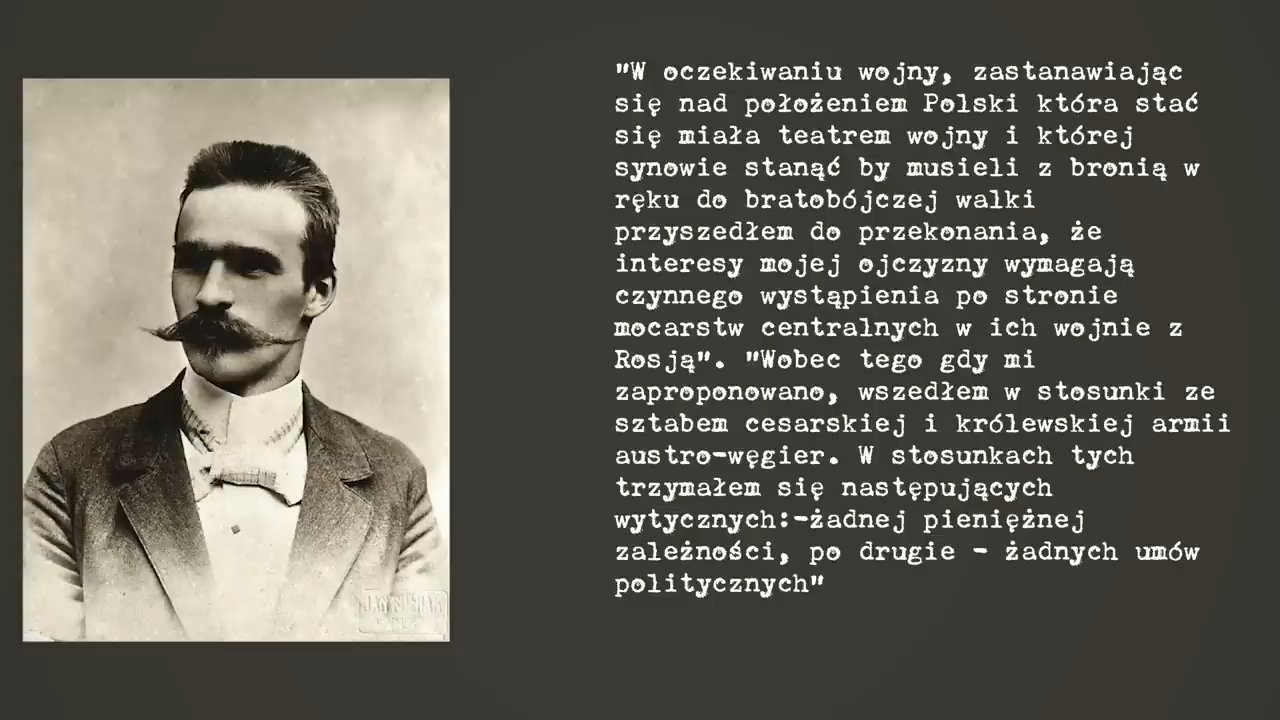 "W oczekiwaniu wojny, zastanawiając
się nad położeniem Polski która stać
się miała teatrem wojny i której
synowie stanąć by musieli z bronią w
ręku do bratobójczej walki
przyszedłem do przekonania, że
interesy mojej ojczyzny wymagają
czynnego wystąpienia po stronie
mocarstw centralnych w ich wojnie z
Rosją". "Wobec tego gdy mi
zaproponowano, wszedłem w stosunki ze
sztabem cesarskiej i królewskiej armii
austro-węgier. W stosunkach tych
trzymałem się następujących
wytycznych:-żadnej pieniężnej
zależności, po drugie - żadnych umów
politycznych"